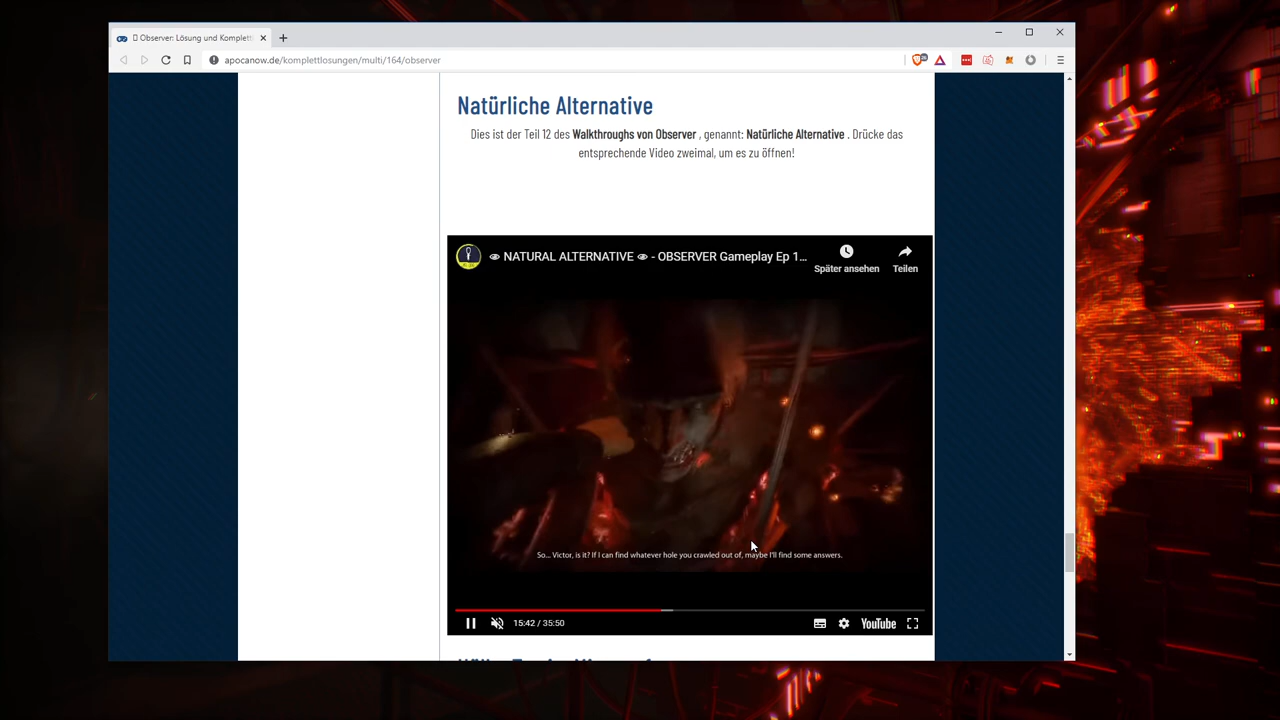 Observer: Lösung und Komplett
apocanow.de/komplettlosungen/multi/164/observer
Natürliche Alternative
Dies ist der Teil 12 des Walkthroughs von Observer , genannt: Natürliche Alternative . Drücke das
entsprechende Video zweimal, um es zu öffnen!
NATURAL ALTERNATIVE - OBSERVER Gameplay Ep 1...
Später ansehen
Teilen
So... Victor, is it? If I can find whatever hole you crawled out of, maybe I'll find some answers.
15:42 / 35:50
YouTube